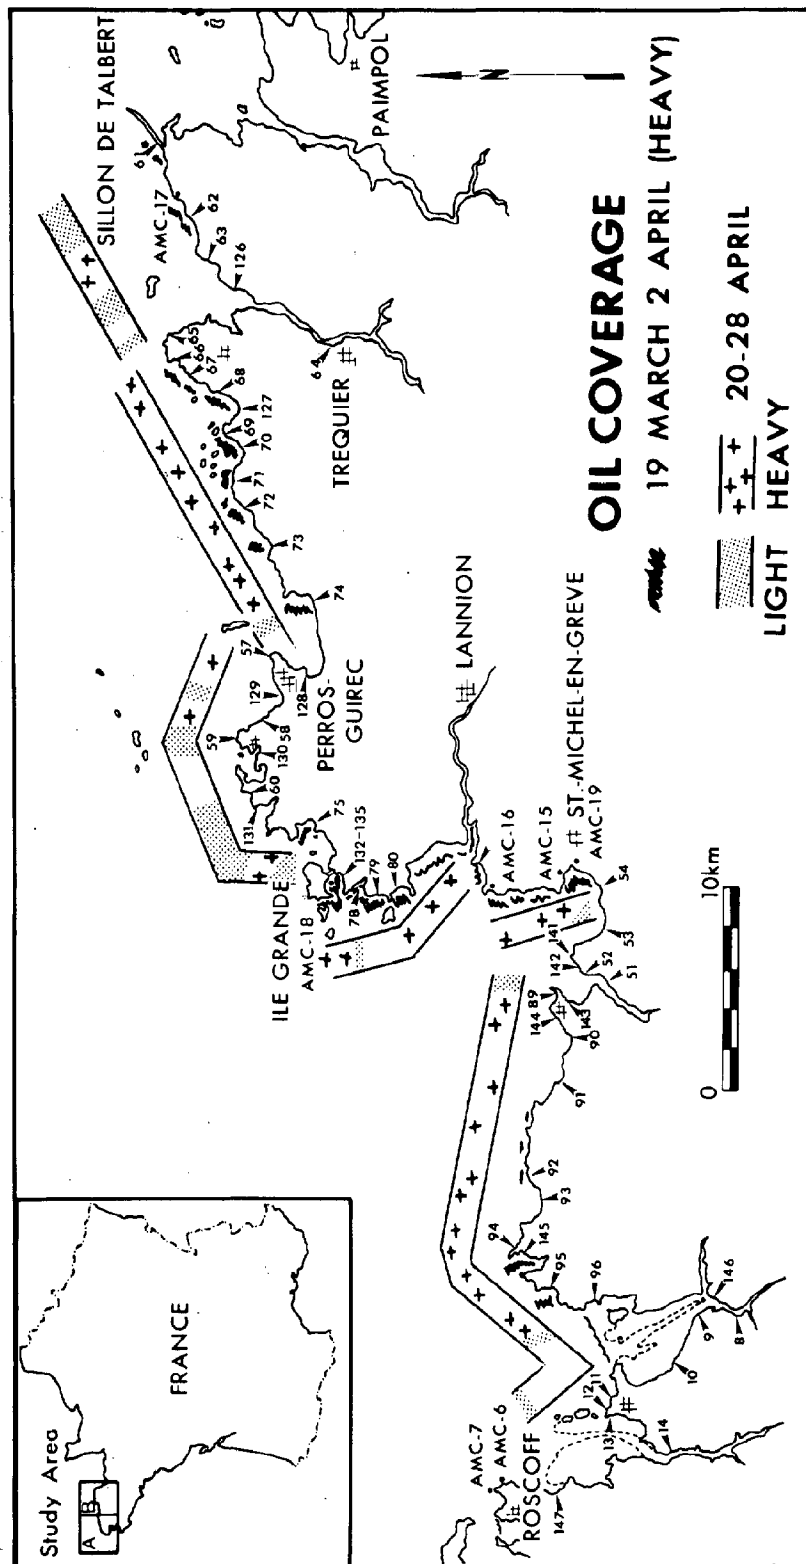 Study Area
A
B
FRANCE
SILLON DE TALBERT
61
AMC-17
62
63
126
PAIMPOL
N
65
66
67
68
64
127
69
70
71
72
73
74
TREQUIER
57
129
128
PERROS-
GUIREC
59
58
130
60
131
75
ILE GRANDE
AMC-18
132-135
78
79
80
LANNION
AMC-16
AMC-15
ST.-MICHEL-EN-GREVE
AMC-19
54
53
141
142
52
51
89
144
143
90
91
92
93
94
145
95
96
146
9
8
10
11
12
13
14
AMC-7
AMC-6
ROSCOFF
147
0
10km
OIL COVERAGE
19 MARCH 2 APRIL (HEAVY)
20-28 APRIL
LIGHT HEAVY